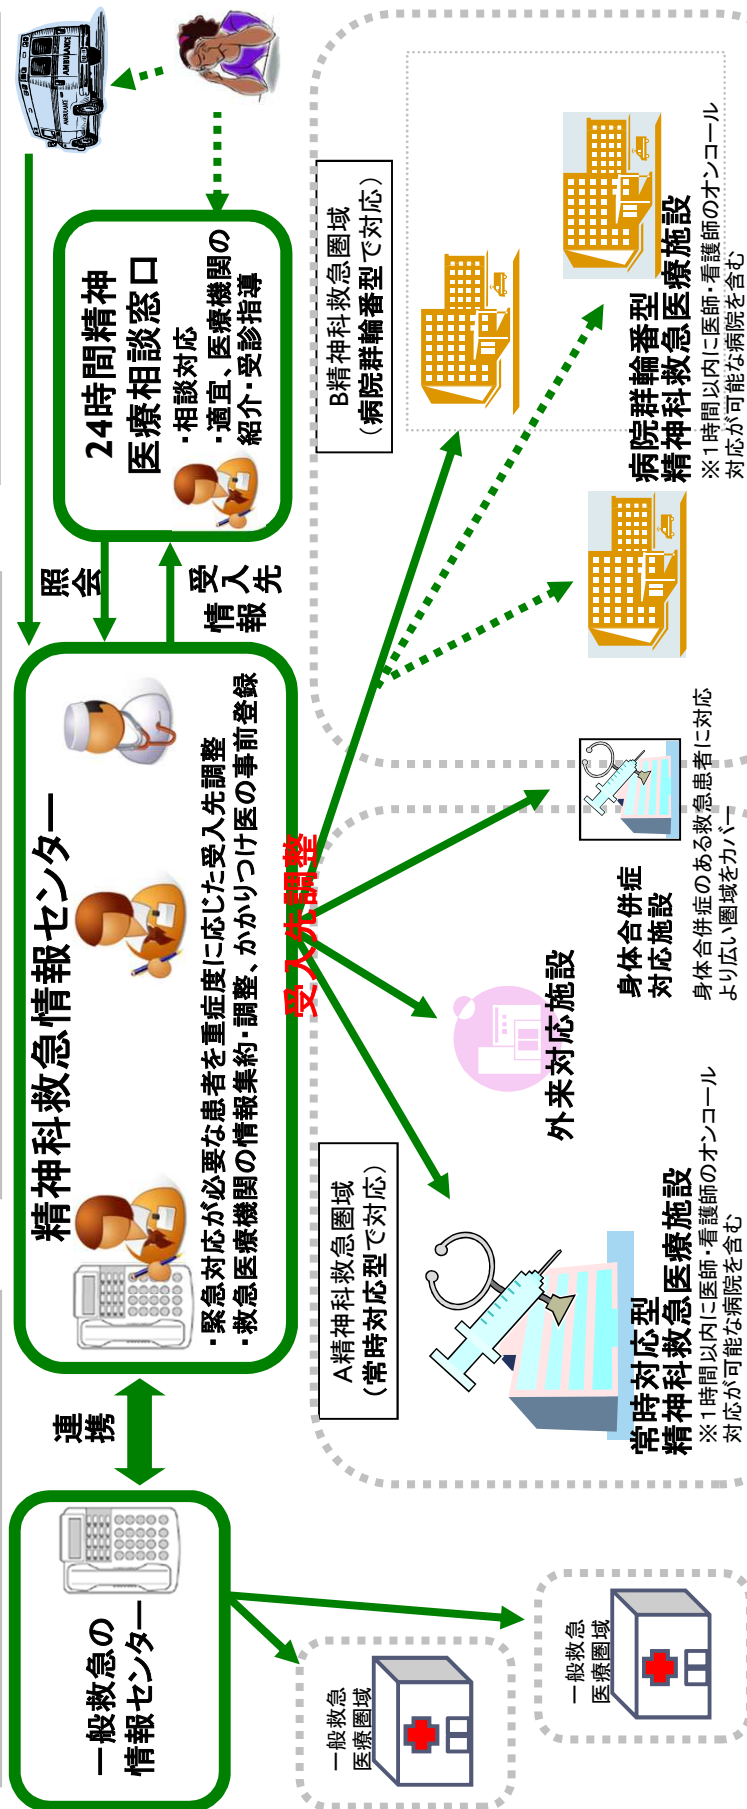 一般救急の
情報センター
連
携
精神科救急情報センター
・緊急対応が必要な患者を重症度に応じた受入先調整
・救急医療機関の情報集約・調整、かかりつけ医の事前登録
照
会
受
入
先
情
報
24時間精神
医療相談窓口
・相談対応
・適宜、医療機関の
紹介・受診指導
AMBULANCE
AMBULANCE
受入先調整
一般救急
医療圏域
一般救急
医療圏域
A精神科救急圏域
(常時対応型で対応)
常時対応型
精神科救急医療施設
※1時間以内に医師・看護師のオンコール
対応が可能な病院を含む
外来対応施設
身体合併症
対応施設
身体合併症のある救急患者に対応
より広い圏域をカバー
B精神科救急圏域
(病院群輪番型で対応)
病院群輪番型
精神科救急医療施設
※1時間以内に医師・看護師のオンコール
対応が可能な病院を含む